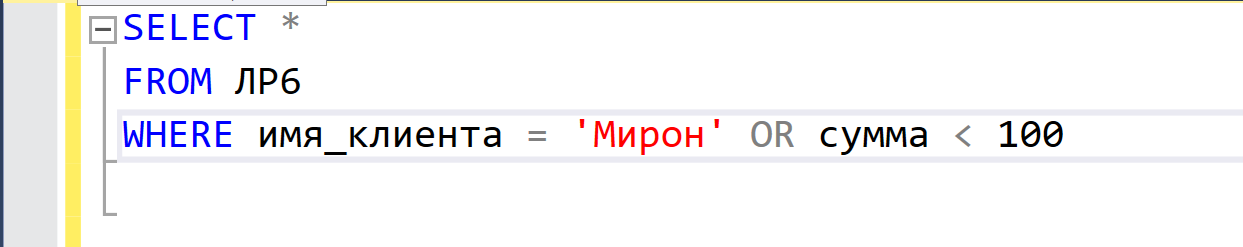 SELECT *
FROM ЛР6
WHERE имя_клиента = 'Мирон' OR сумма < 100